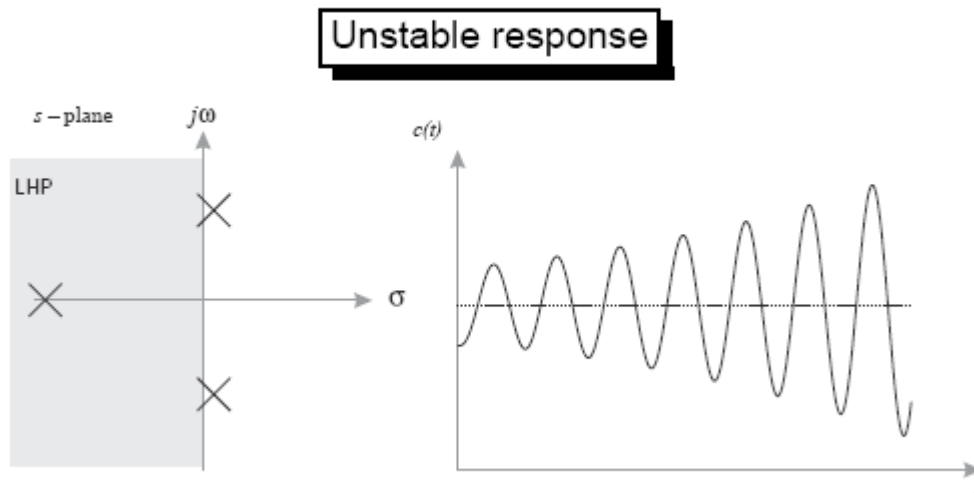 Unstable response
s – plane
jω
LHP
σ
c(t)